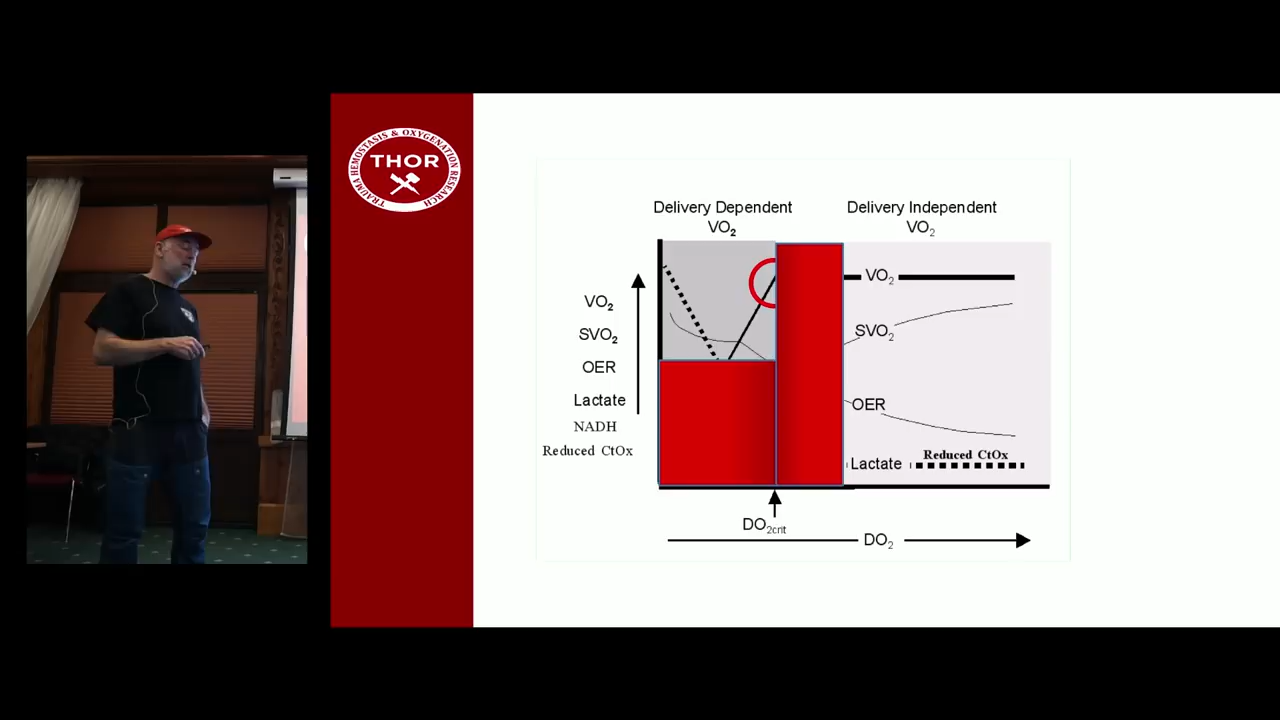 TRAUMA HEMOSTASIS & OXYGENATION RESEARCH
THOR
Delivery Dependent
VO₂
Delivery Independent
VO₂
VO₂
SVO₂
OER
Lactate
NADH
Reduced CtOx
VO₂
SVO₂
OER
Lactate
Reduced CtOx
DO₂crit
DO₂